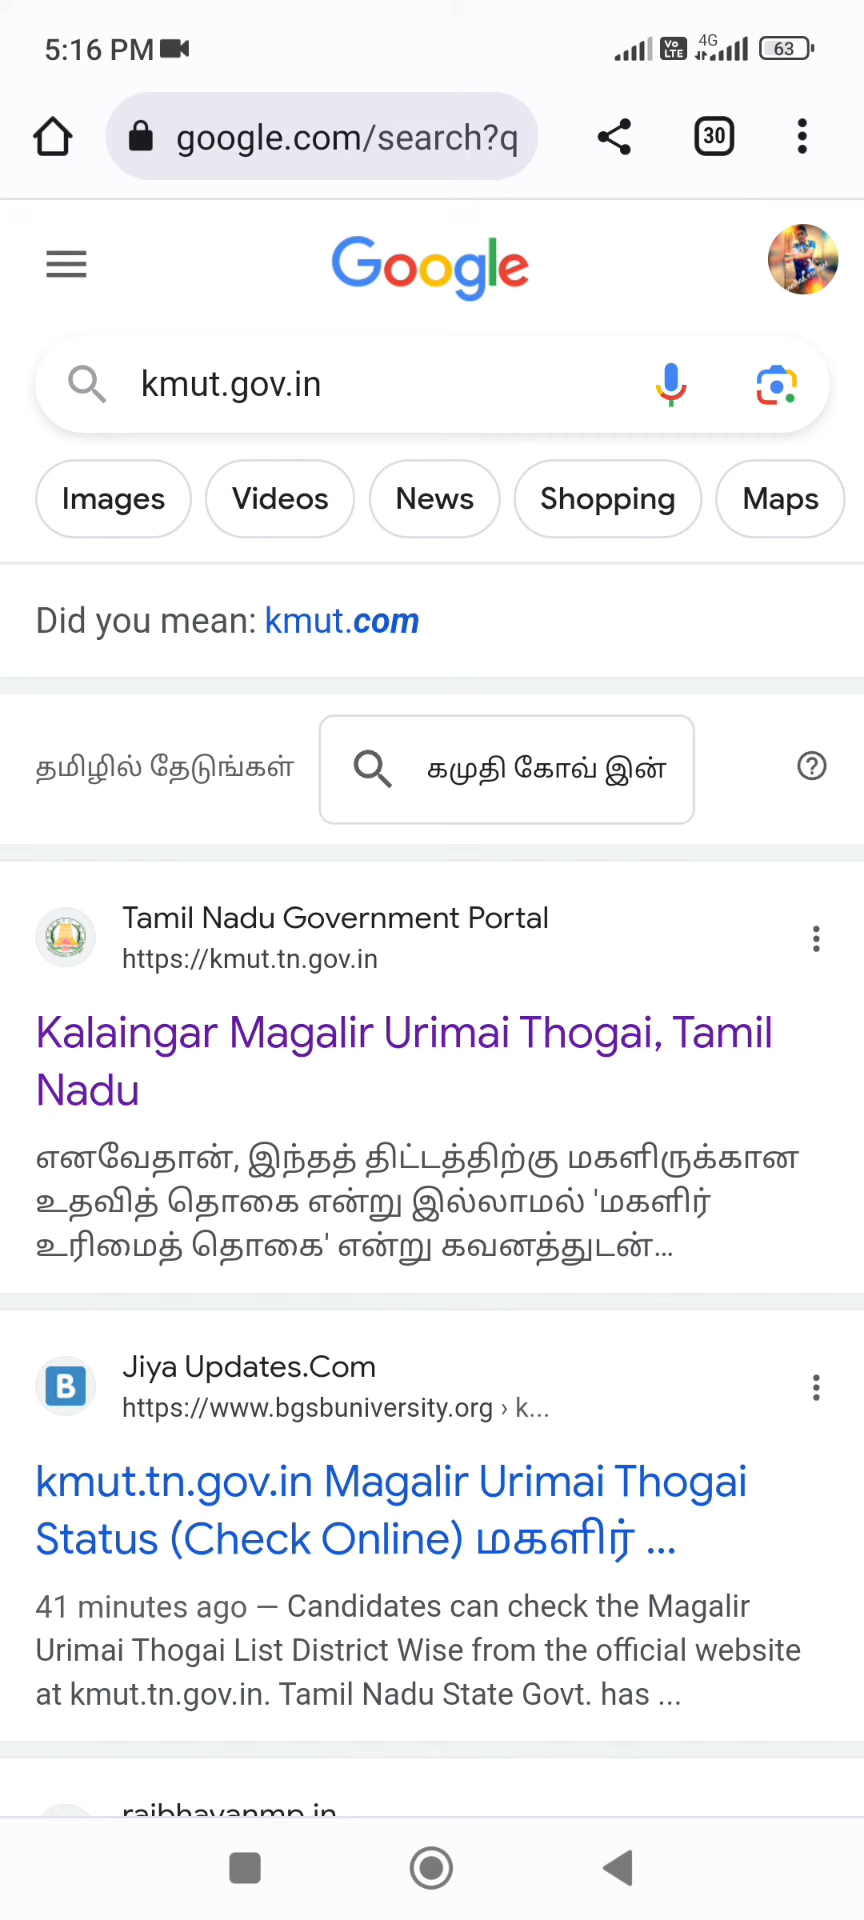 5:16 PM
Vo LTE 4G 63
google.com/search?q
30
Google
kmut.gov.in
Images Videos News Shopping Maps
Did you mean: kmut.com
தமிழில் தேடுங்கள் கமுதி கோவ் இன்
Tamil Nadu Government Portal
https://kmut.tn.gov.in
Kalaingar Magalir Urimai Thogai, Tamil
Nadu
எனவேதான், இந்தத் திட்டத்திற்கு மகளிருக்கான
உதவித் தொகை என்று இல்லாமல் 'மகளிர்
உரிமைத் தொகை' என்று கவனத்துடன்...
B
Jiya Updates.Com
https://www.bgsbuniversity.org › k...
kmut.tn.gov.in Magalir Urimai Thogai
Status (Check Online) மகளிர் ...
41 minutes ago — Candidates can check the Magalir
Urimai Thogai List District Wise from the official website
at kmut.tn.gov.in. Tamil Nadu State Govt. has ...
rajbhavanmp.in